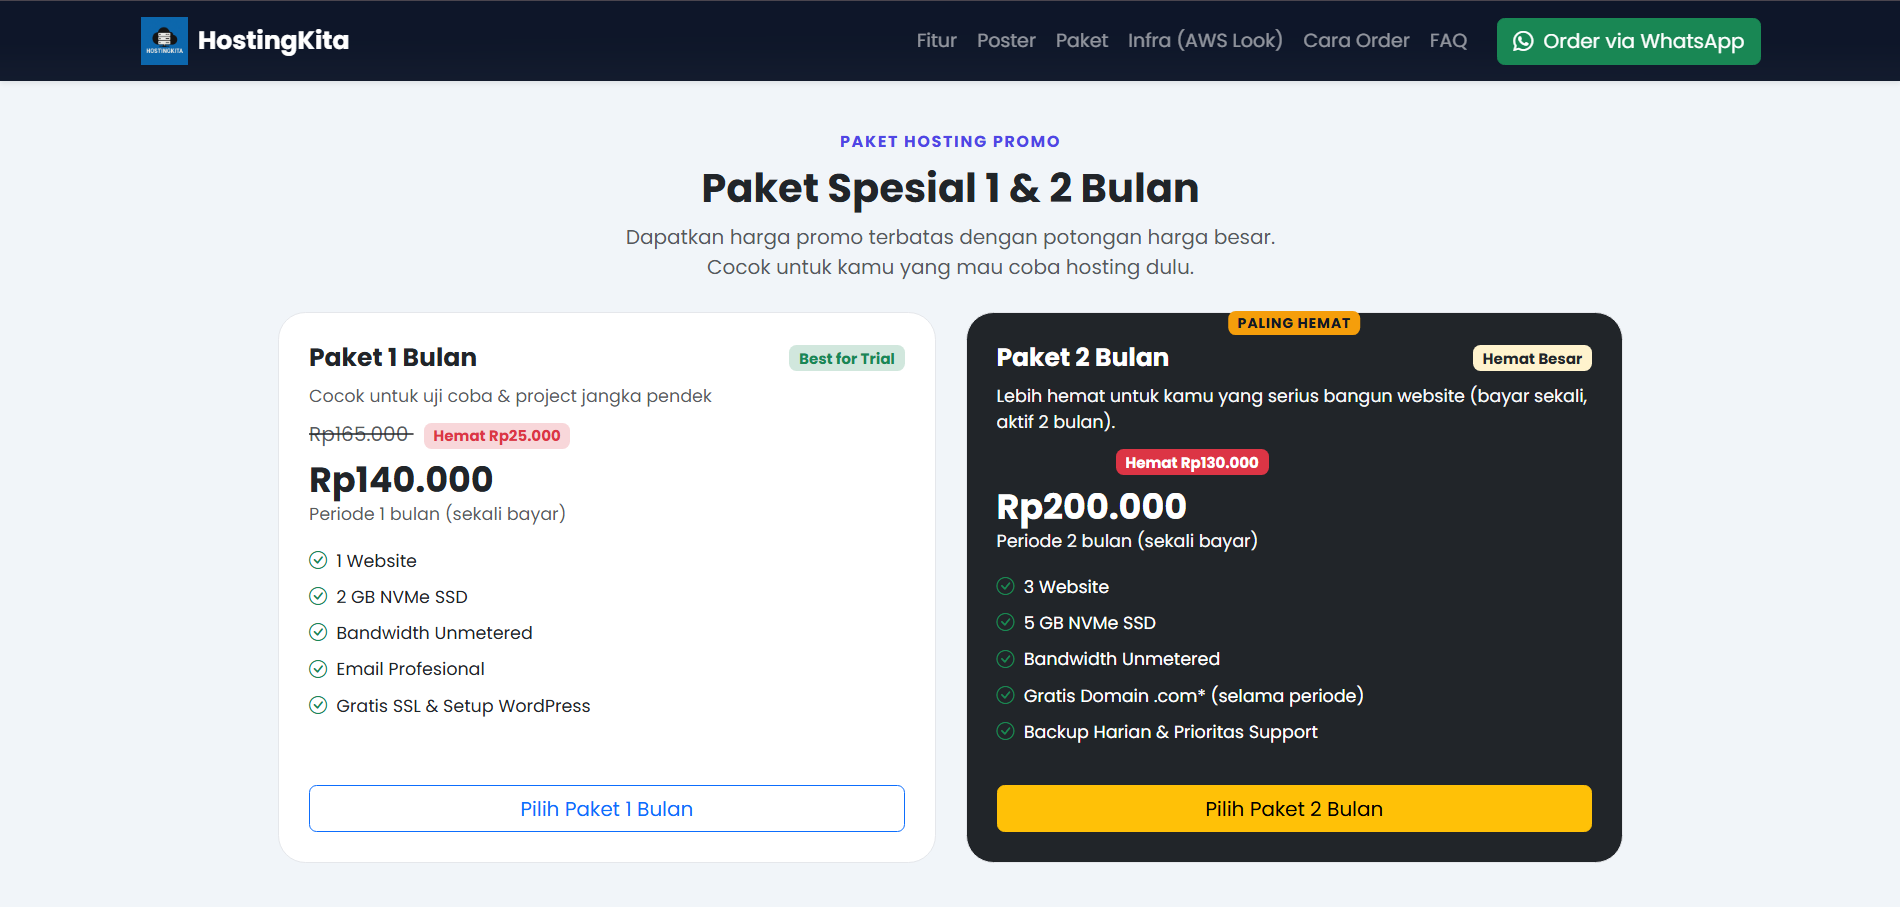 HOSTINGKITA
HostingKita
Fitur
Poster
Paket
Infra (AWS Look)
Cara Order
FAQ
Order via WhatsApp
PAKET HOSTING PROMO
Paket Spesial 1 & 2 Bulan
Dapatkan harga promo terbatas dengan potongan harga besar.
Cocok untuk kamu yang mau coba hosting dulu.
Paket 1 Bulan
Best for Trial
Cocok untuk uji coba & project jangka pendek
Rp165.000
Hemat Rp25.000
Rp140.000
Periode 1 bulan (sekali bayar)
1 Website
2 GB NVMe SSD
Bandwidth Unmetered
Email Profesional
Gratis SSL & Setup WordPress
Pilih Paket 1 Bulan
PALING HEMAT
Paket 2 Bulan
Hemat Besar
Lebih hemat untuk kamu yang serius bangun website (bayar sekali,
aktif 2 bulan).
Hemat Rp130.000
Rp200.000
Periode 2 bulan (sekali bayar)
3 Website
5 GB NVMe SSD
Bandwidth Unmetered
Gratis Domain .com* (selama periode)
Backup Harian & Prioritas Support
Pilih Paket 2 Bulan